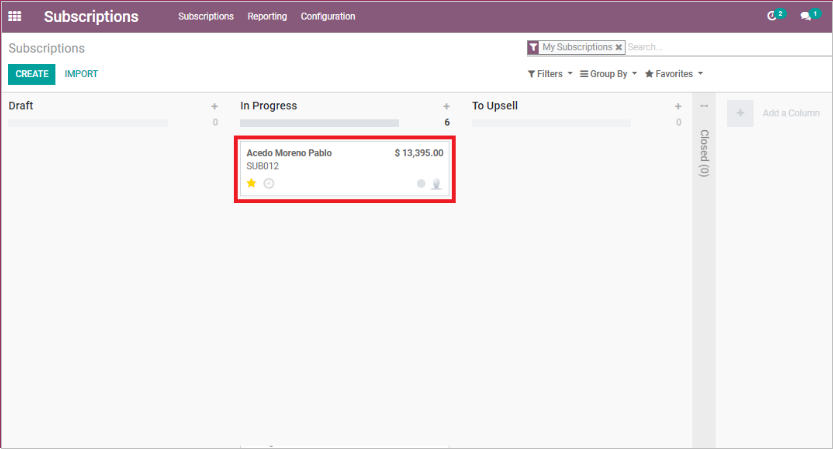 Subscriptions Subscriptions Reporting Configuration 2 1
Subscriptions
My Subscriptions Search...
CREATE IMPORT
Filters Group By Favorites
Draft
0
In Progress
6
Acedo Moreno Pablo $ 13,395.00
SUB012
To Upsell
0
Closed (0)
Add a Column